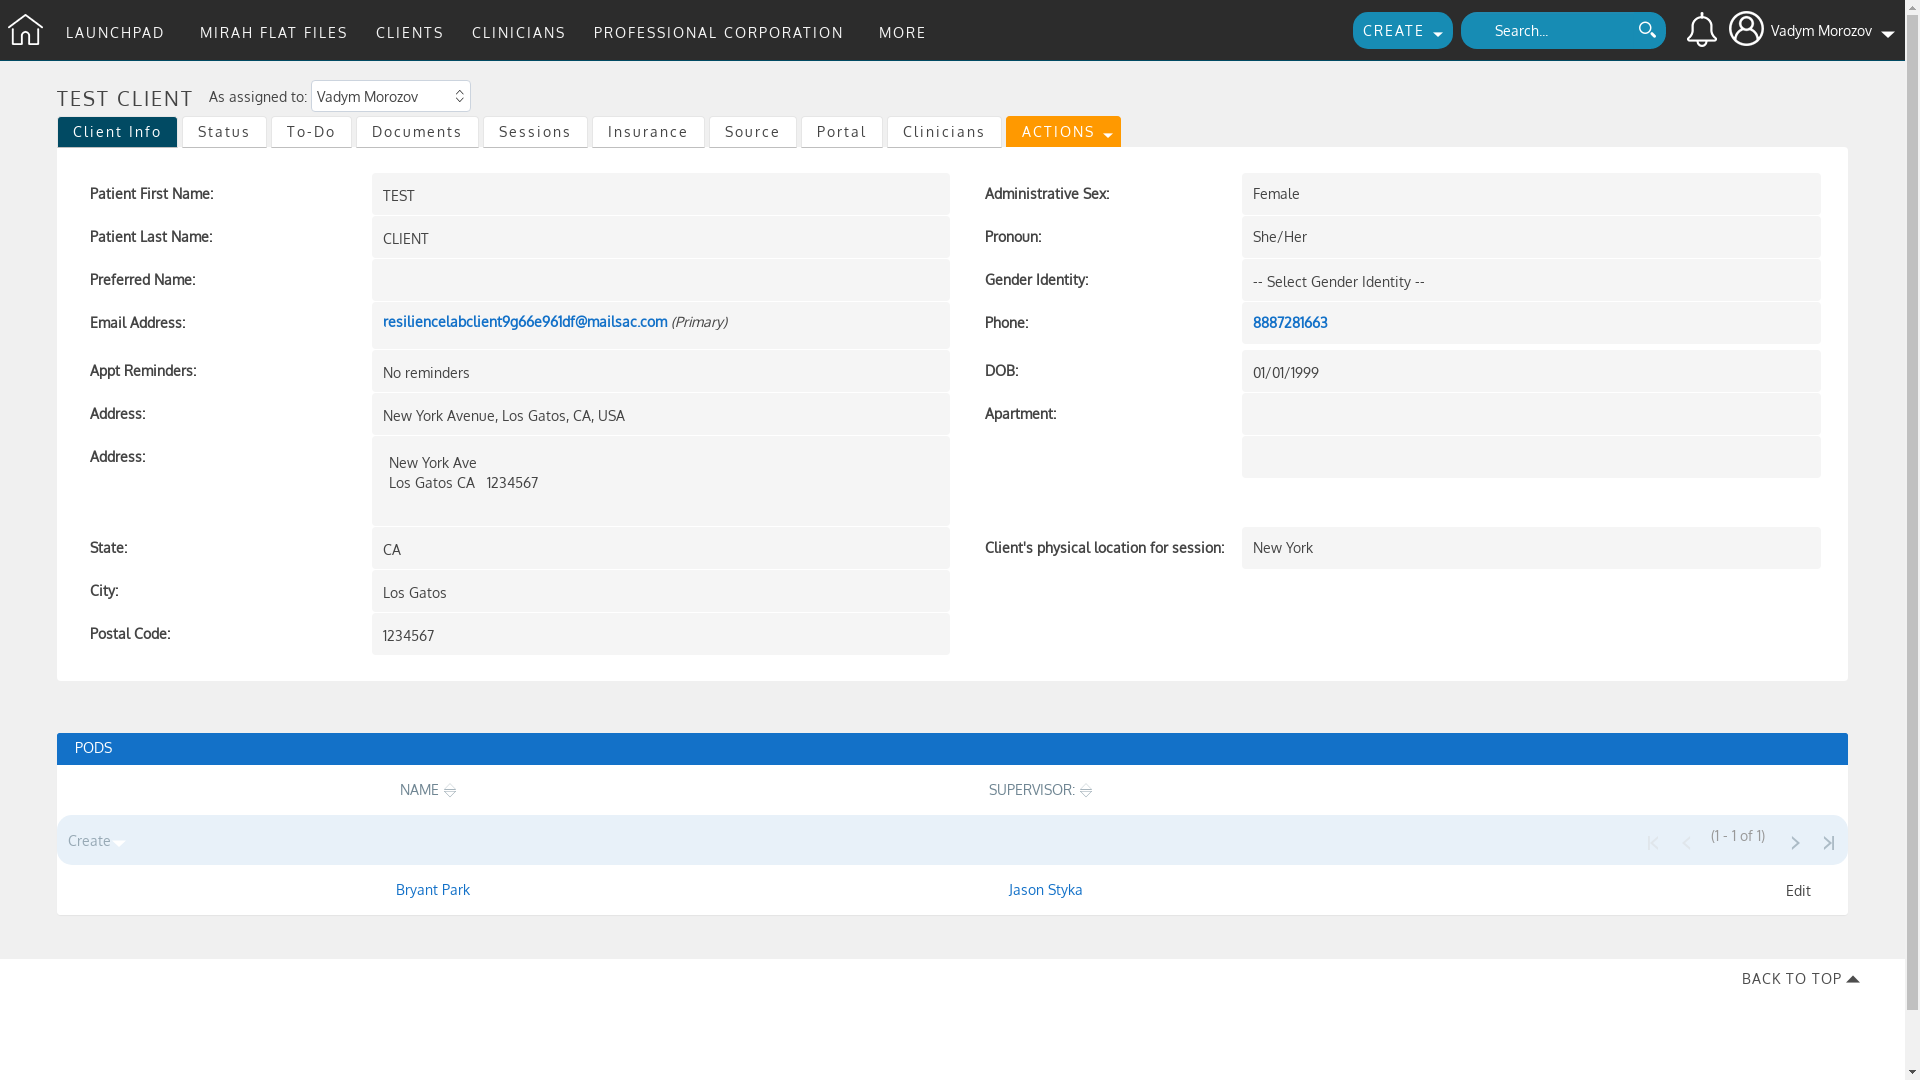 LAUNCHPAD MIRAH FLAT FILES CLIENTS CLINICIANS PROFESSIONAL CORPORATION MORE CREATE Search... Vadym Morozov
TEST CLIENT As assigned to: Vadym Morozov
Client Info Status To-Do Documents Sessions Insurance Source Portal Clinicians ACTIONS
Patient First Name: TEST Administrative Sex: Female
Patient Last Name: CLIENT Pronoun: She/Her
Preferred Name: Gender Identity: -- Select Gender Identity --
Email Address: resiliencelabclient9g66e961df@mailsac.com (Primary) Phone: 8887281663
Appt Reminders: No reminders DOB: 01/01/1999
Address: New York Avenue, Los Gatos, CA, USA Apartment:
Address: New York Ave
Los Gatos CA 1234567
State: CA Client's physical location for session: New York
City: Los Gatos
Postal Code: 1234567
PODS
NAME SUPERVISOR:
Create (1 - 1 of 1)
Bryant Park Jason Styka Edit
BACK TO TOP